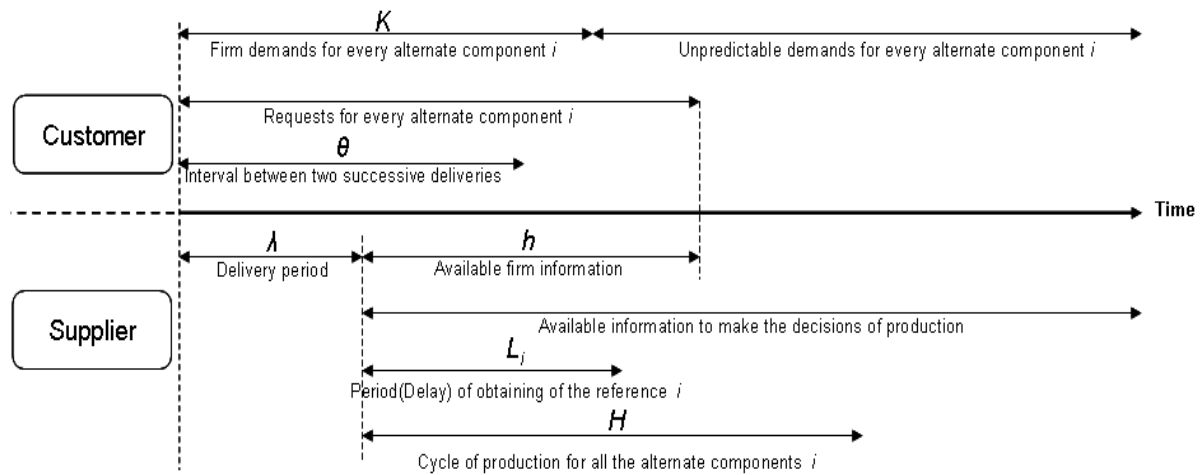 K
Firm demands for every alternate component i
Unpredictable demands for every alternate component i
Requests for every alternate component i
Customer
θ
Interval between two successive deliveries
Time
λ
Delivery period
h
Available firm information
Supplier
Available information to make the decisions of production
Li
Period(Delay) of obtaining of the reference i
H
Cycle of production for all the alternate components i